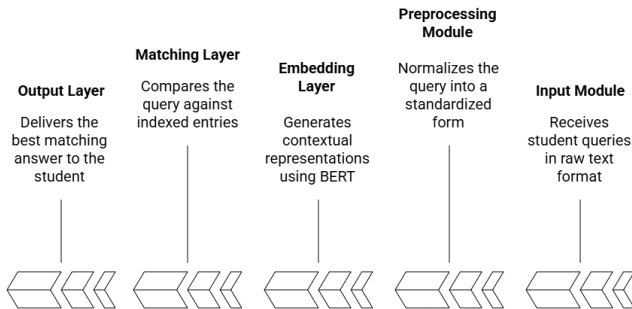 Output Layer
Delivers the
best matching
answer to the
student
Matching Layer
Compares the
query against
indexed entries
Embedding
Layer
Generates
contextual
representations
using BERT
Preprocessing
Module
Normalizes the
query into a
standardized
form
Input Module
Receives
student queries
in raw text
format